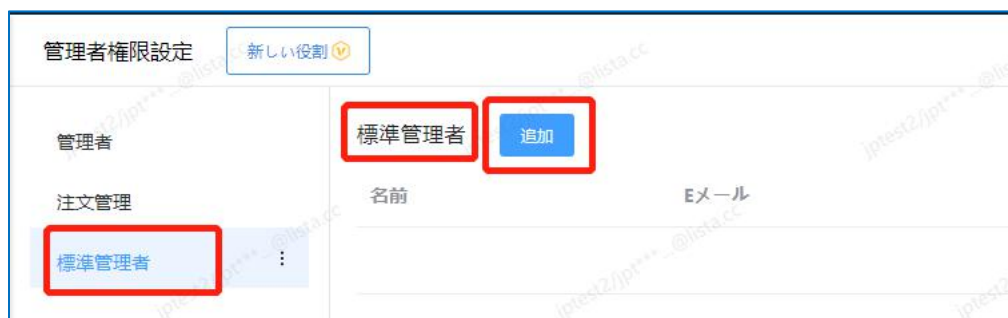 管理者権限設定
新しい役割
管理者
標準管理者
追加
注文管理
名前
Eメール
標準管理者